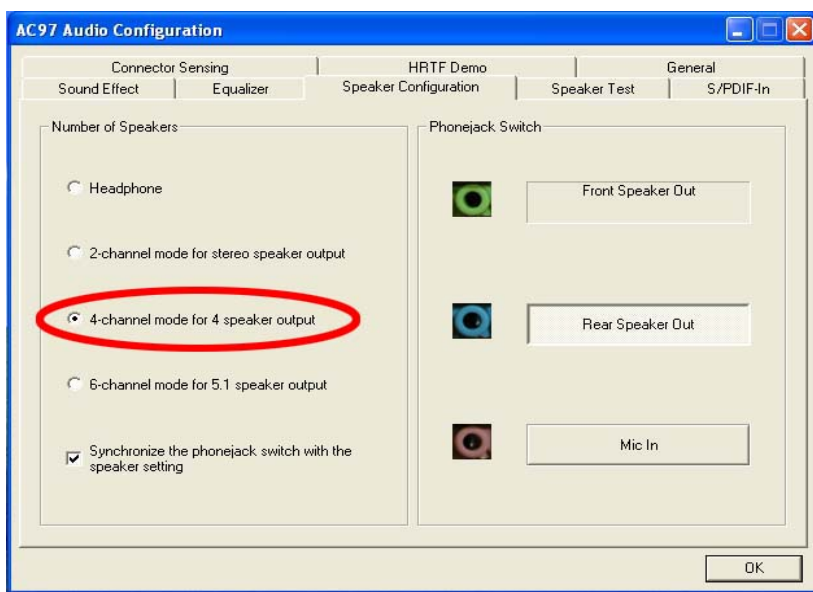 AC97 Audio Configuration
Connector Sensing
HRTF Demo
General
Sound Effect
Equalizer
Speaker Configuration
Speaker Test
S/PDIF-In
Number of Speakers
Headphone
2-channel mode for stereo speaker output
4-channel mode for 4 speaker output
6-channel mode for 5.1 speaker output
Synchronize the phonejack switch with the
speaker setting
Phonejack Switch
Front Speaker Out
Rear Speaker Out
Mic In
OK